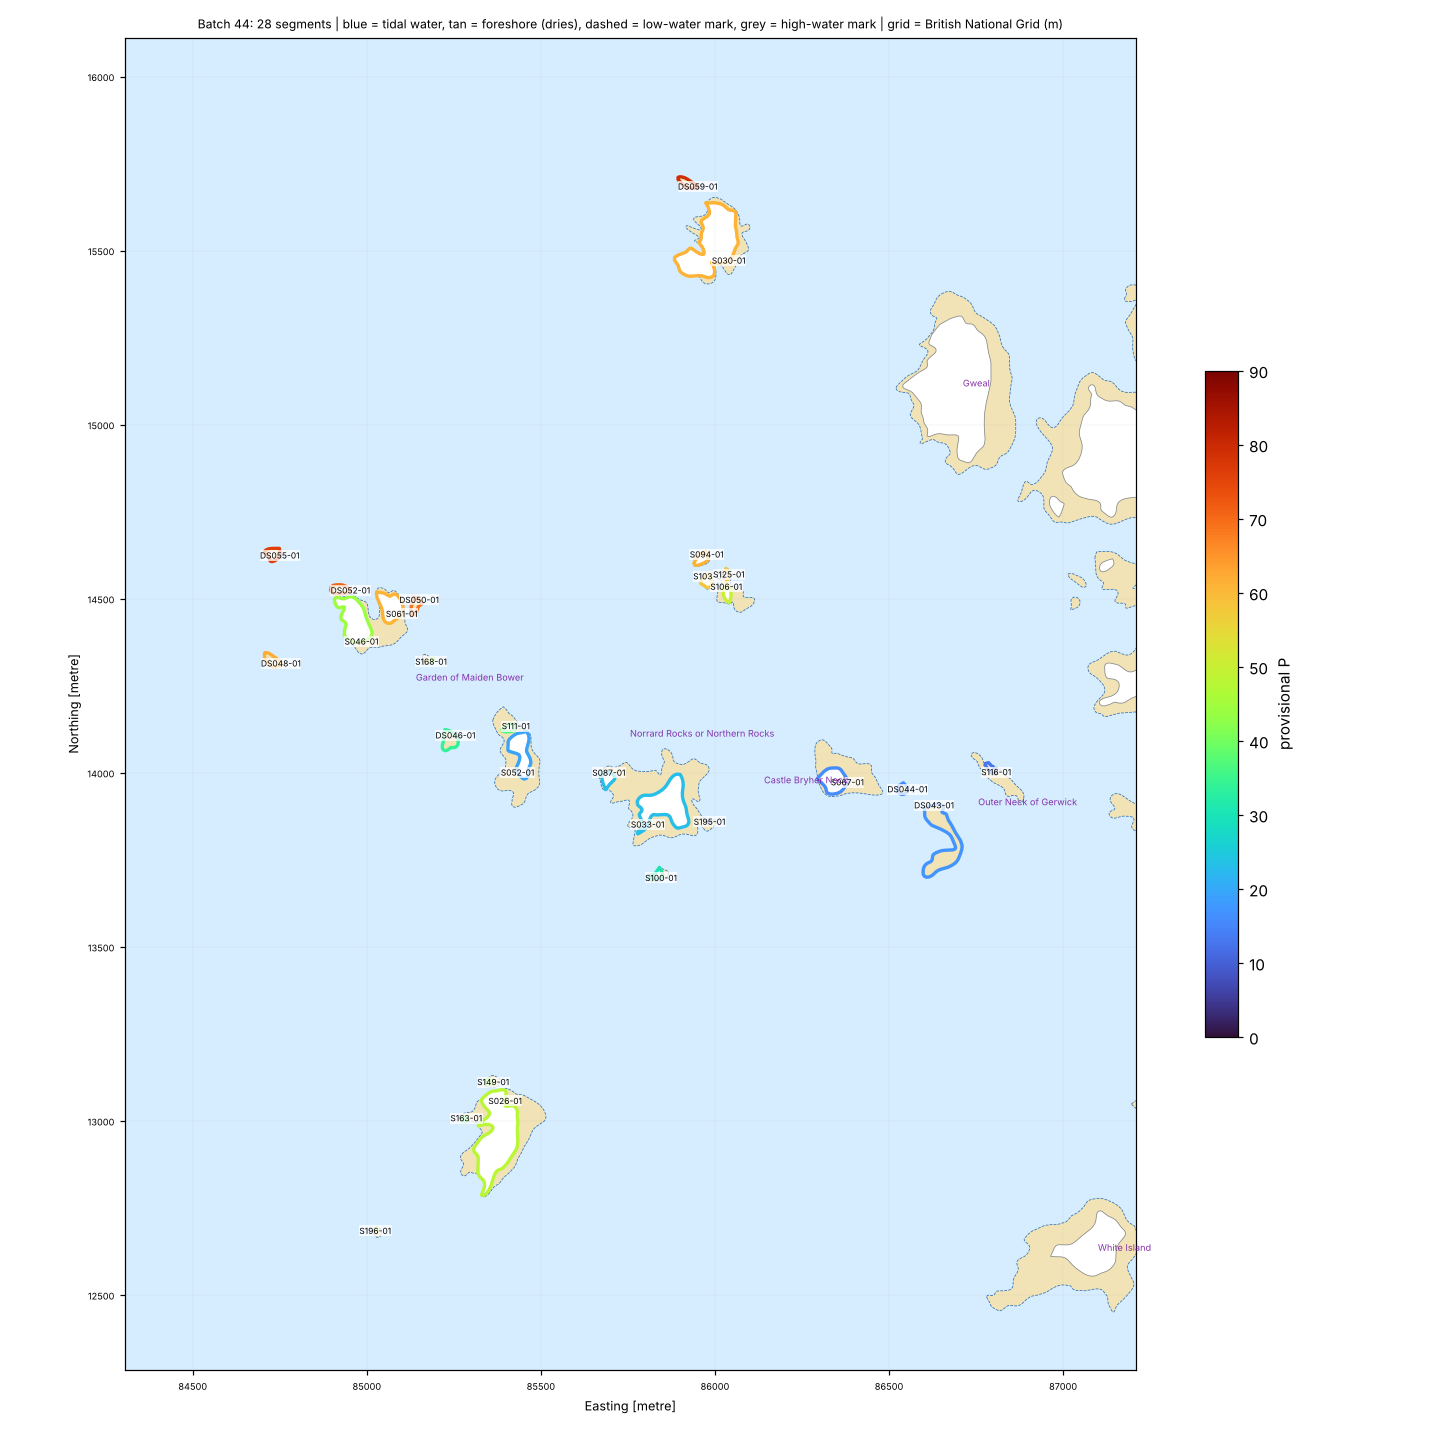 Batch 44: 28 segments | blue = tidal water, tan = foreshore (dries), dashed = low-water mark, grey = high-water mark | grid = British National Grid (m)
16000
DS059-01
15500
S030-01
Gweal
15000
DS055-01
S094-01
S103
S125-01
S106-01
14500
DS052-01
DS050-01
S061-01
S046-01
DS048-01
S168-01
Garden of Maiden Bower
S111-01
DS046-01
Norrard Rocks or Northern Rocks
14000
S052-01
S087-01
Castle Bryher
S067-01
DS044-01
S116-01
DS043-01
Outer Neck of Gerwick
S033-01
S195-01
S100-01
13500
S149-01
S026-01
S163-01
13000
S196-01
White Island
12500
84500
85000
85500
86000
86500
87000
Easting [metre]
Northing [metre]
90
80
70
60
50
40
30
20
10
0
provisional P